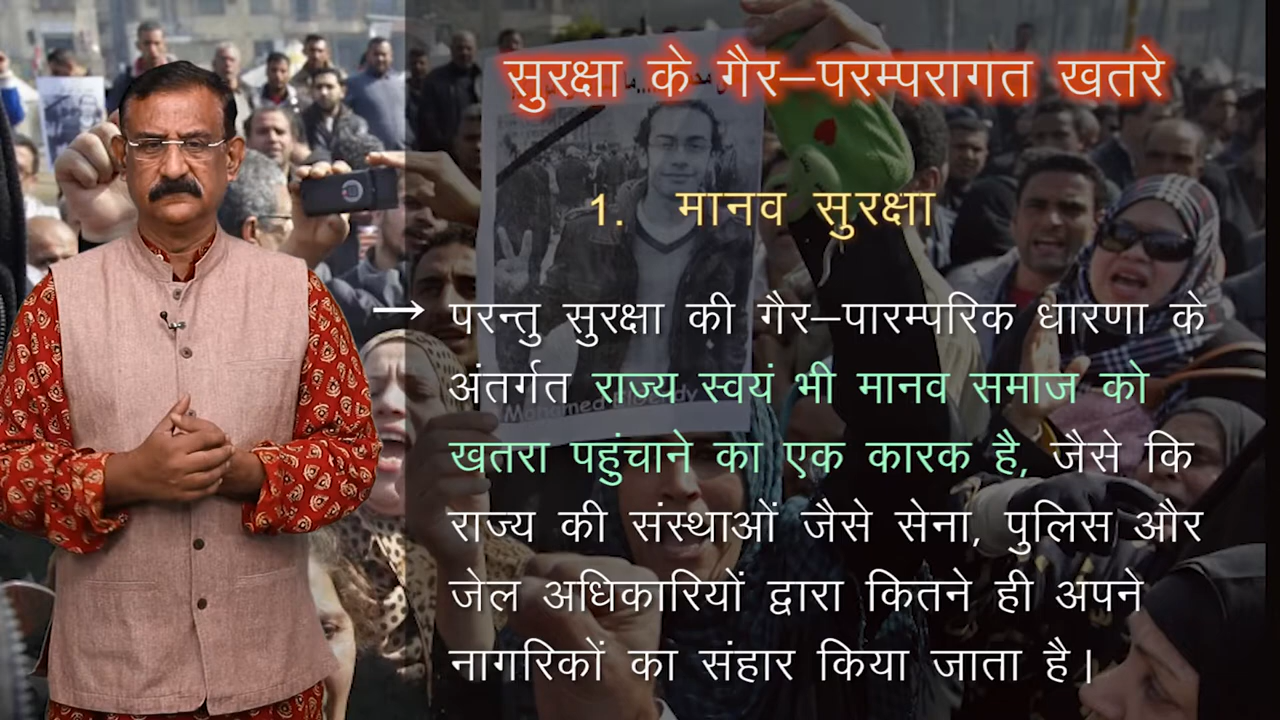 सुरक्षा के गैर–परम्परागत खतरे
1. मानव सुरक्षा
→ परन्तु सुरक्षा की गैर–पारम्परिक धारणा के
अंतर्गत राज्य स्वयं भी मानव समाज को
खतरा पहुंचाने का एक कारक है, जैसे कि
राज्य की संस्थाओं जैसे सेना, पुलिस और
जेल अधिकारियों द्वारा कितने ही अपने
नागरिकों का संहार किया जाता है।